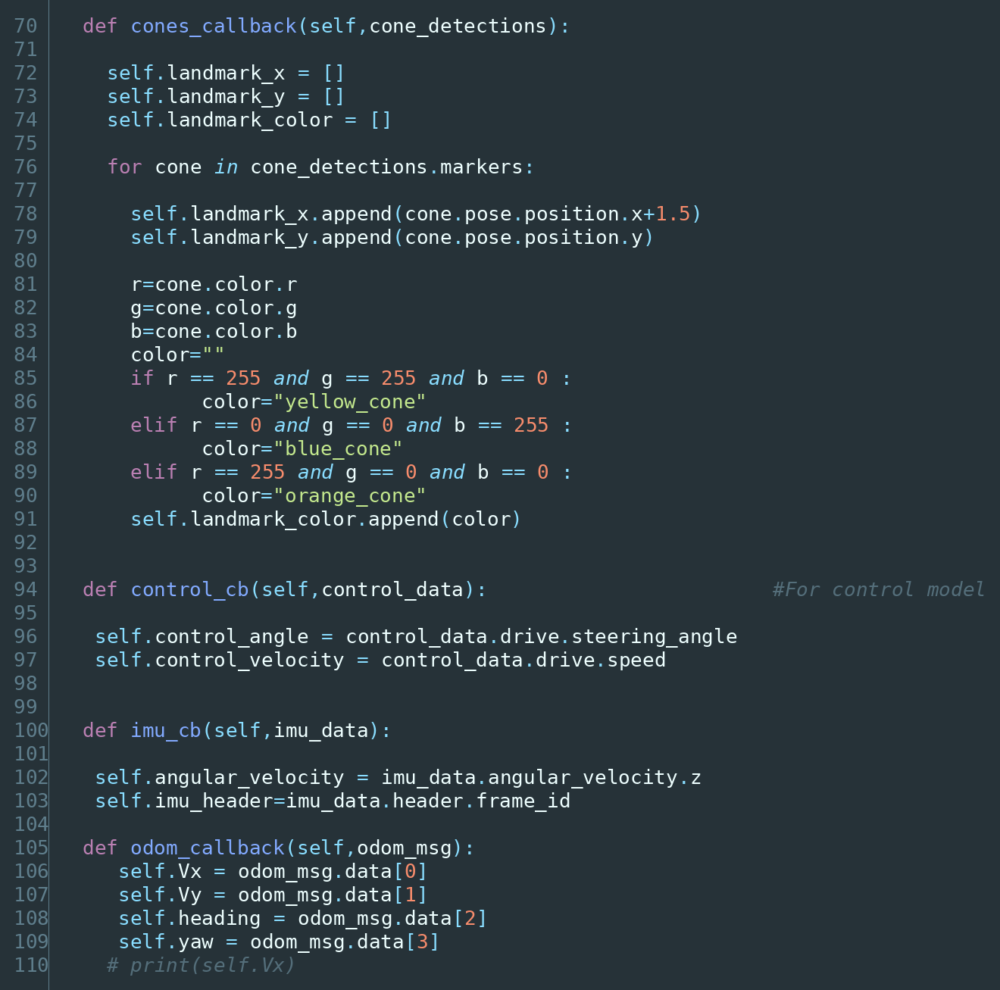 70 def cones_callback(self,cone_detections):
71
72 self.landmark_x = []
73 self.landmark_y = []
74 self.landmark_color = []
75
76 for cone in cone_detections.markers:
77
78 self.landmark_x.append(cone.pose.position.x+1.5)
79 self.landmark_y.append(cone.pose.position.y)
80
81 r=cone.color.r
82 g=cone.color.g
83 b=cone.color.b
84 color=""
85 if r == 255 and g == 255 and b == 0 :
86 color="yellow_cone"
87 elif r == 0 and g == 0 and b == 255 :
88 color="blue_cone"
89 elif r == 255 and g == 0 and b == 0 :
90 color="orange_cone"
91 self.landmark_color.append(color)
92
93
94 def control_cb(self,control_data): #For control model
95
96 self.control_angle = control_data.drive.steering_angle
97 self.control_velocity = control_data.drive.speed
98
99
100 def imu_cb(self,imu_data):
101
102 self.angular_velocity = imu_data.angular_velocity.z
103 self.imu_header=imu_data.header.frame_id
104
105 def odom_callback(self,odom_msg):
106 self.Vx = odom_msg.data[0]
107 self.Vy = odom_msg.data[1]
108 self.heading = odom_msg.data[2]
109 self.yaw = odom_msg.data[3]
110 # print(self.Vx)